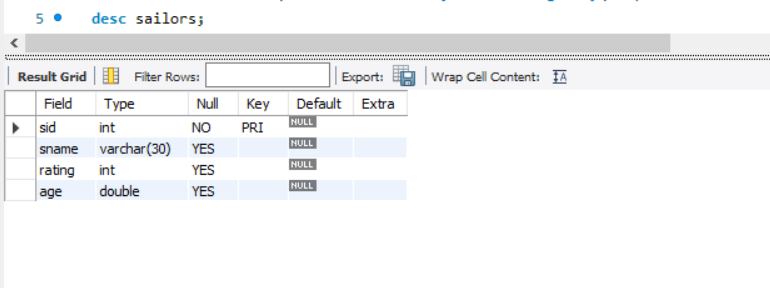 5 desc sailors;
Result Grid Filter Rows: Export: Wrap Cell Content: IA
Field Type Null Key Default Extra
sid int NO PRI NULL
sname varchar(30) YES NULL
rating int YES NULL
age double YES NULL